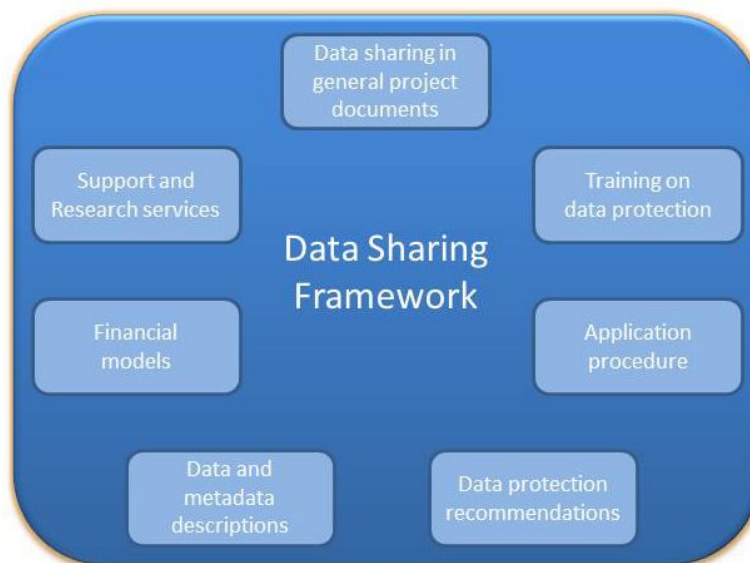 Data sharing in
general project
documents
Support and
Research services
Training on
data protection
Data Sharing
Framework
Financial
models
Application
procedure
Data and
metadata
descriptions
Data protection
recommendations